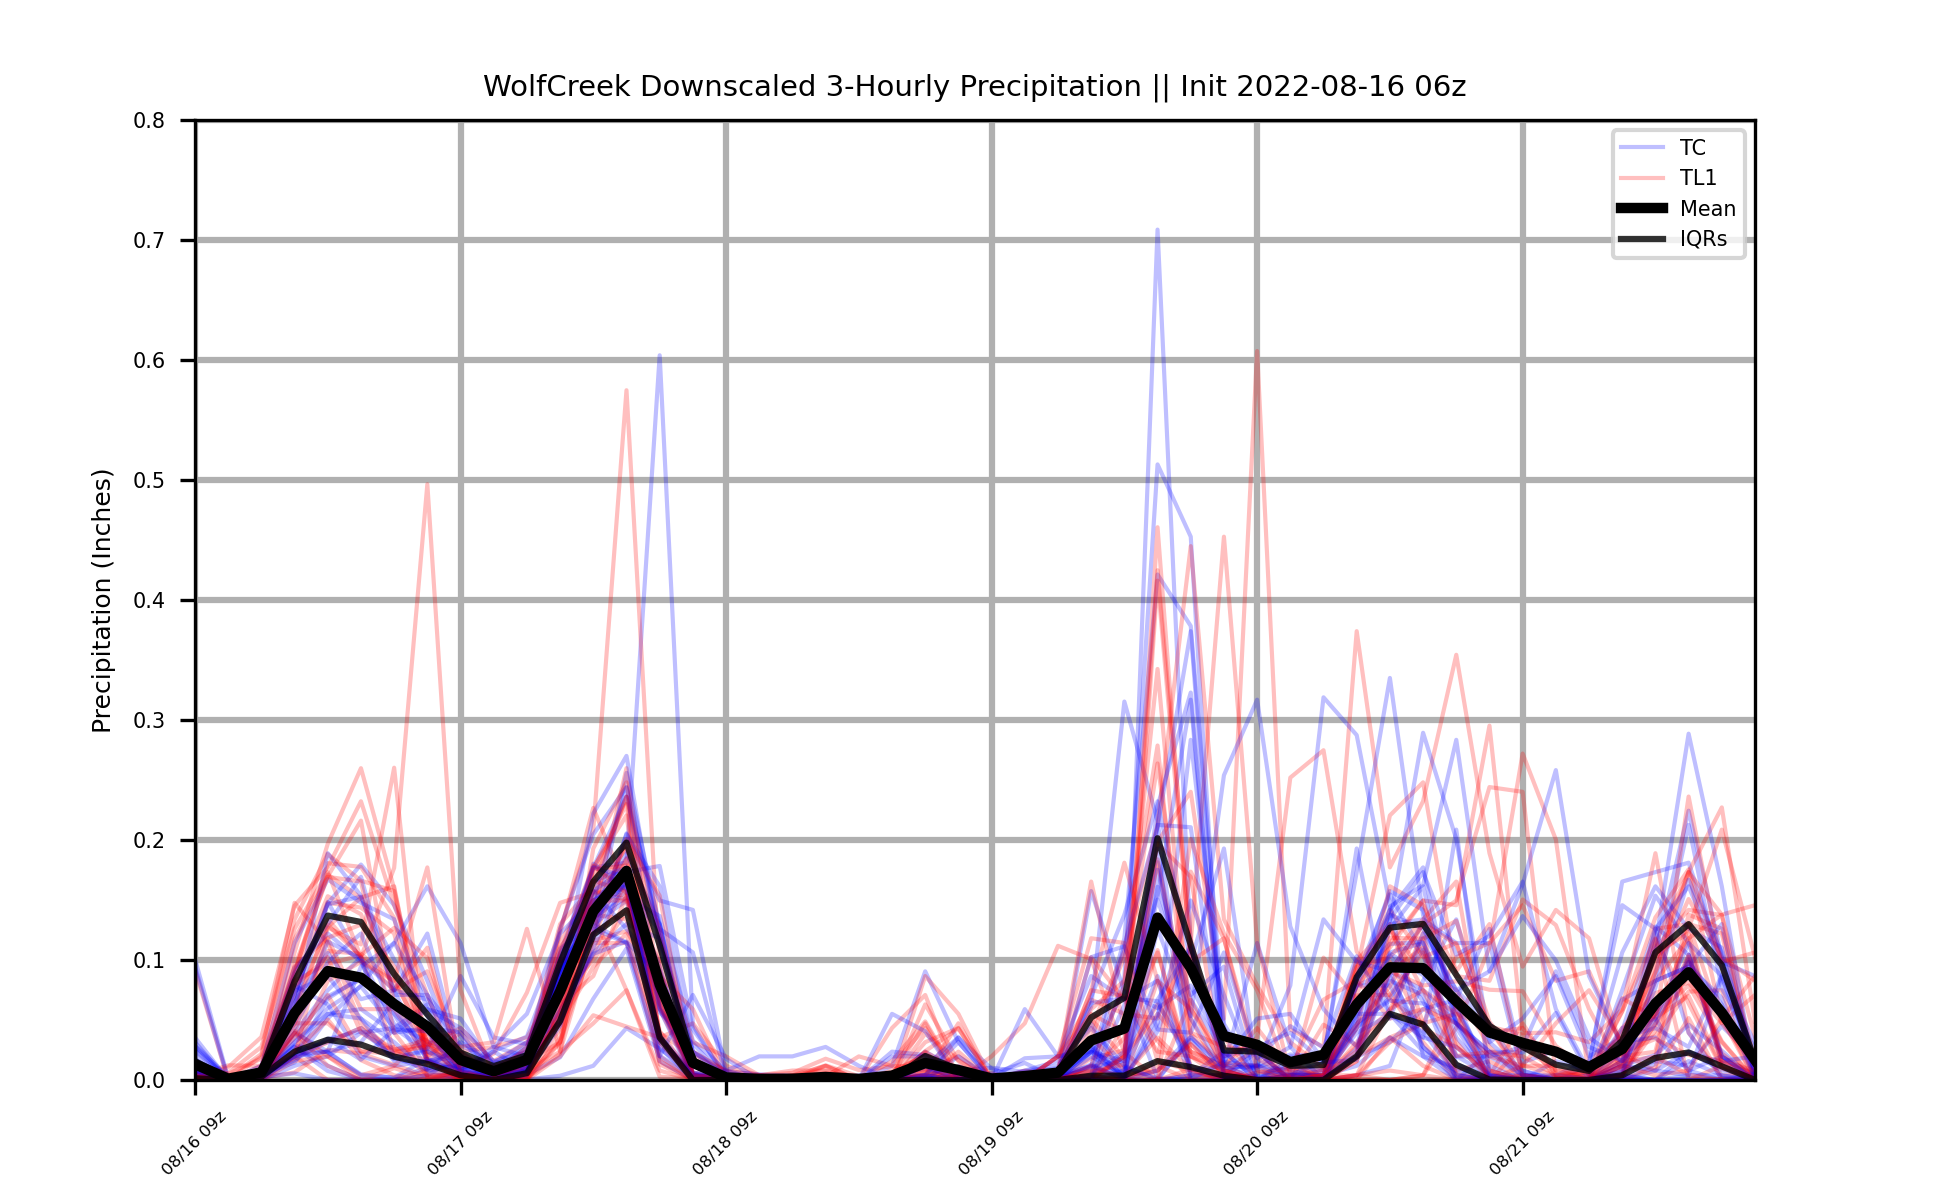 WolfCreek Downscaled 3-Hourly Precipitation || Init 2022-08-16 06z
Precipitation (Inches)
0.8
0.7
0.6
0.5
0.4
0.3
0.2
0.1
0.0
TC
TL1
Mean
IQRs
08/16 09z
08/17 09z
08/18 09z
08/19 09z
08/20 09z
08/21 09z